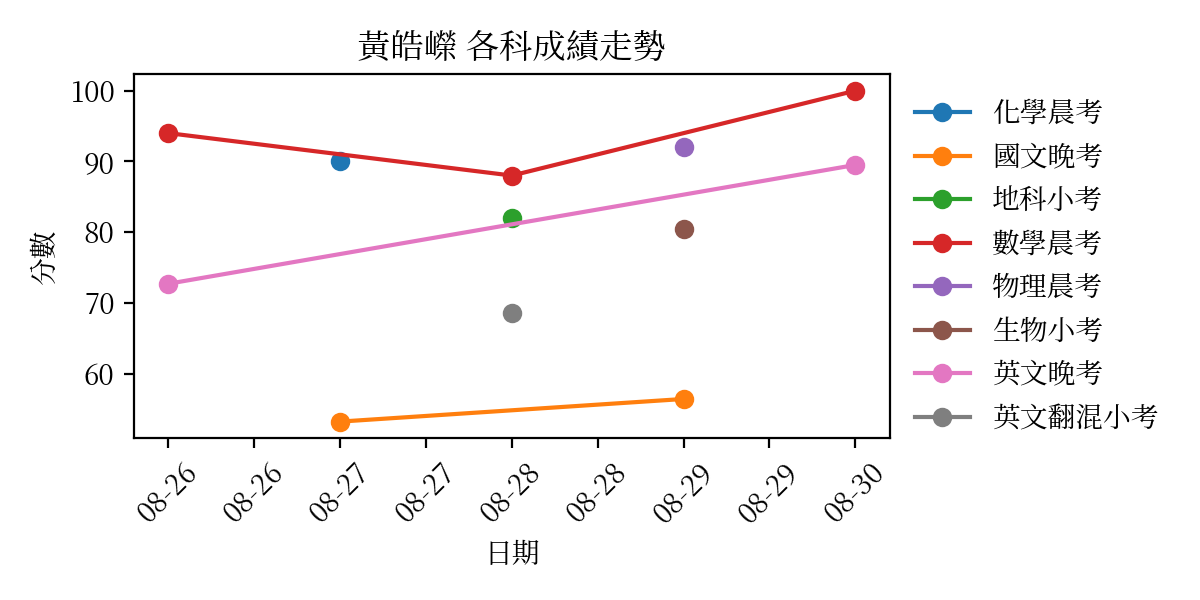 黃皓嶸 各科成績走勢
分數
100
90
80
70
60
08-26
08-26
08-27
08-27
08-28
08-28
08-29
08-29
08-30
日期
化學晨考
國文晚考
地科小考
數學晨考
物理晨考
生物小考
英文晚考
英文翻混小考